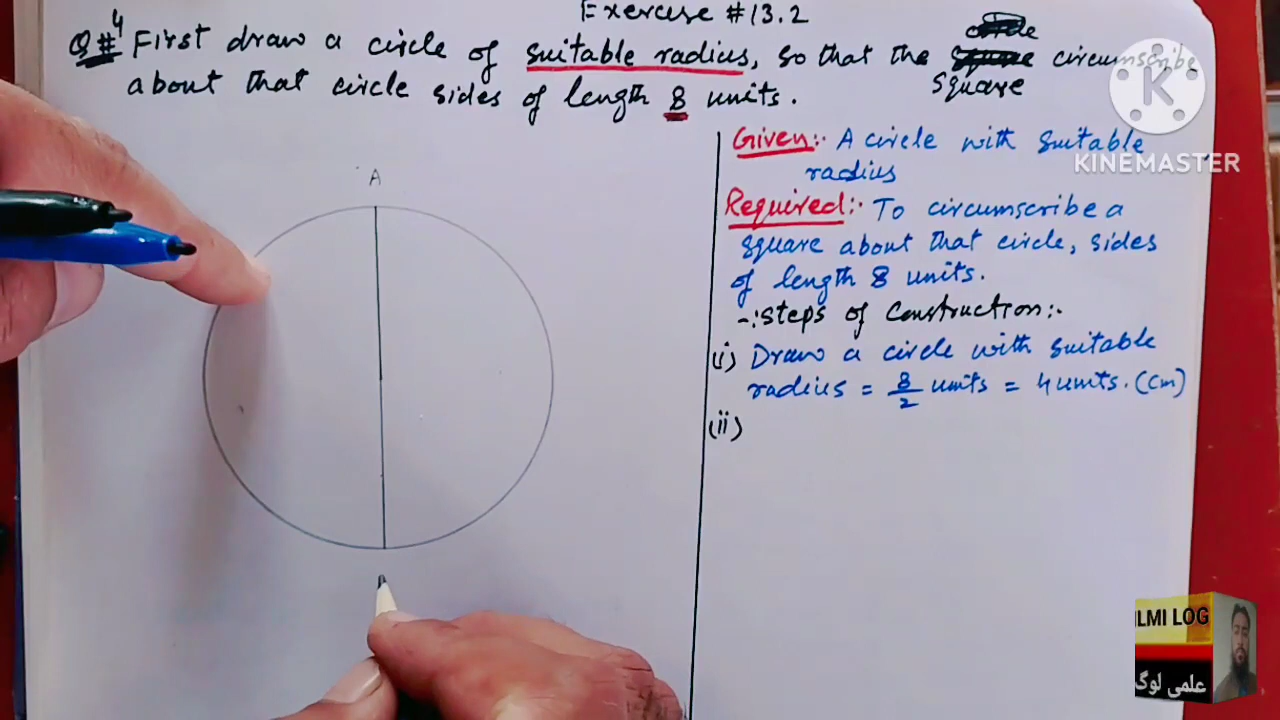 Exercise #13.2
Q#4 First draw a circle of suitable radius, so that the square circumscribe
about that circle sides of length 8 units.
KINEMASTER
Given:- A circle with suitable
radius
Required:- To circumscribe a
square about that circle, sides
of length 8 units.
-:Steps of Construction:-
(i) Draw a circle with suitable
radius = 8/2 units = 4 units. (cm)
(ii)
A
ILMI LOG
علمی لوگ